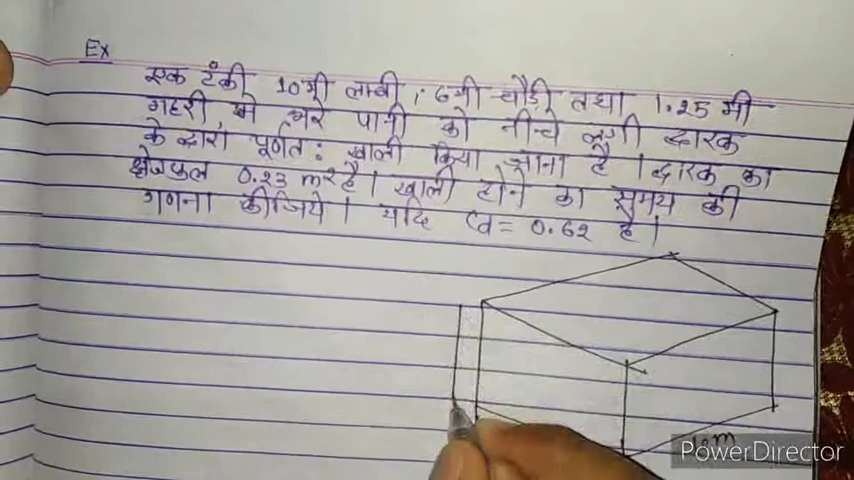 Ex
एक टंकी 10मी लम्बी, 6मी चौड़ी तथा 1.25 मी
गहरी, मे भरे पानी को नीचे लगी द्वारक
के द्वारा पूर्णत: खाली किया जाना है। द्वारक का
क्षेत्रफल 0.23 m² है। खाली होने का समय की
गणना कीजिये। यदि Cd = 0.62 है।
10m
PowerDirector